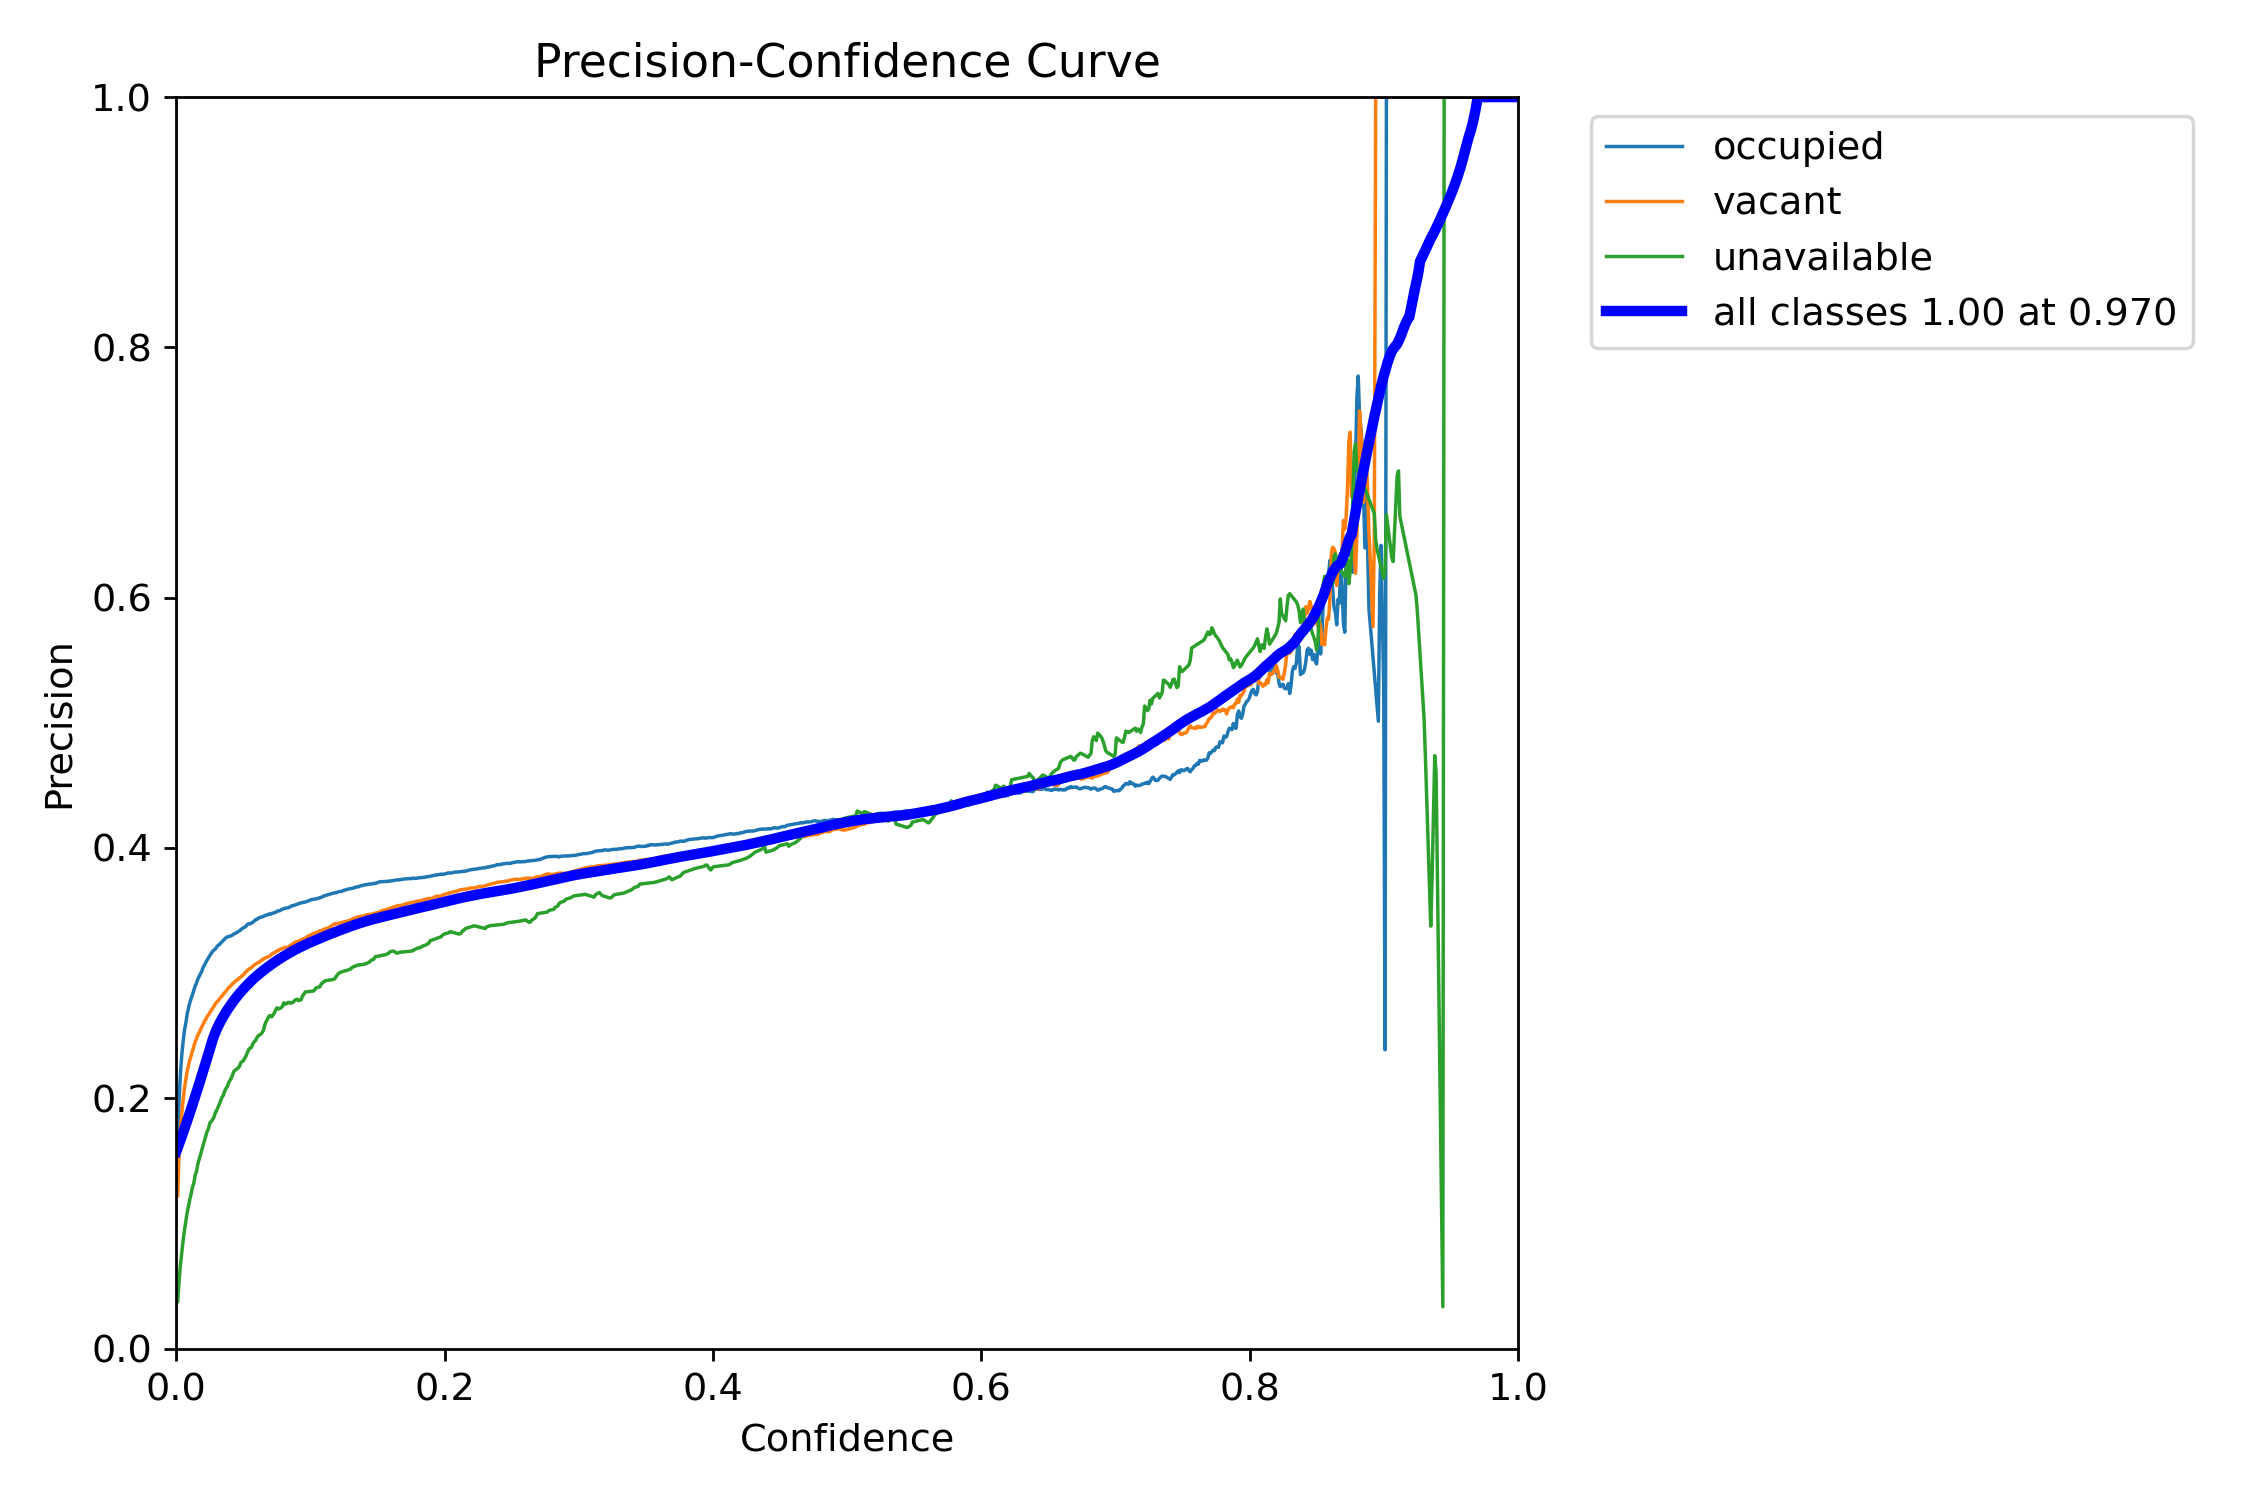 Precision-Confidence Curve
1.0
0.8
0.6
0.4
0.2
0.0
Precision
0.0 0.2 0.4 0.6 0.8 1.0
Confidence
occupied
vacant
unavailable
all classes 1.00 at 0.970